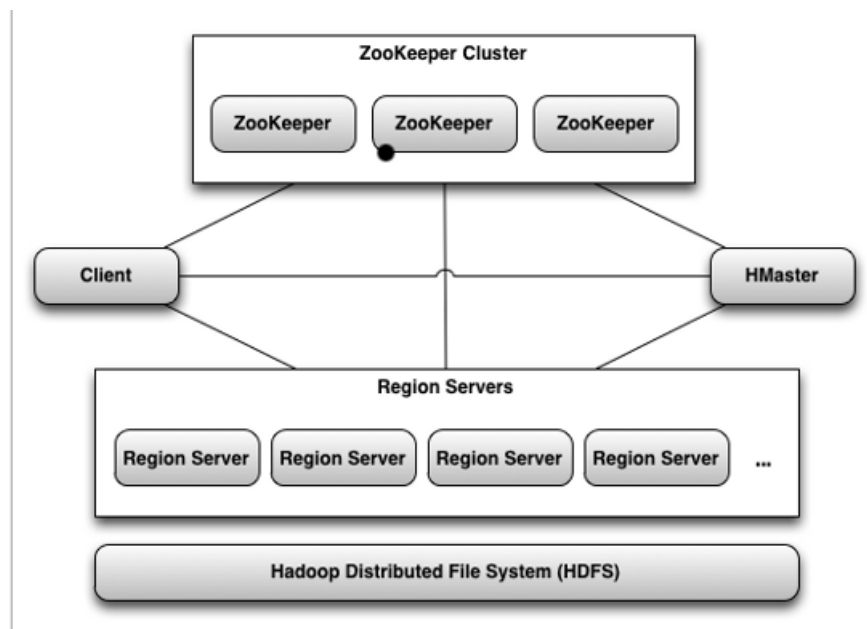 ZooKeeper Cluster
ZooKeeper ZooKeeper ZooKeeper
Client HMaster
Region Servers
Region Server Region Server Region Server Region Server ...
Hadoop Distributed File System (HDFS)